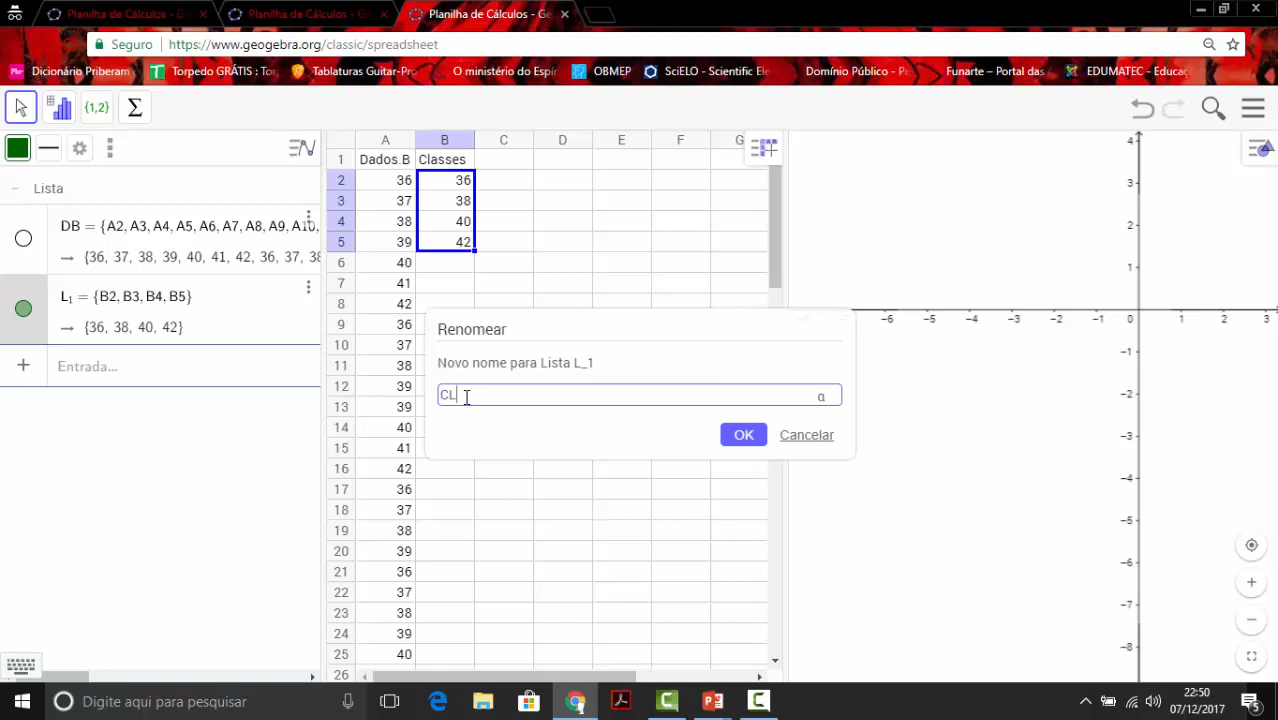 Planilha de Cálculos - Ge
Planilha de Cálculos - Ge
Planilha de Cálculos - Ge
Seguro
https://www.geogebra.org/classic/spreadsheet
Dicionário Priberam
Torpedo GRÁTIS : Tor
Tablaturas Guitar-Pro
O ministério do Espír
OBMEP
SciELO - Scientific Ele
Domínio Público - Pe
Funarte – Portal das
EDUMATEC - Educaç
{1,2}
Σ
Lista
DB = {A2, A3, A4, A5, A6, A7, A8, A9, A10,
→ {36, 37, 38, 39, 40, 41, 42, 36, 37, 38
L₁ = {B2, B3, B4, B5}
→ {36, 38, 40, 42}
+ Entrada...
A B C D E F G
1 Dados.B Classes
2 36 36
3 37 38
4 38 40
5 39 42
6 40
7 41
8 42
9 36
10 37
11 38
12 39
13 39
14 40
15 41
16 42
17 36
18 37
19 38
20 39
21 36
22 37
23 38
24 39
25 40
26
Renomear
Novo nome para Lista L_1
CL
α
OK
Cancelar
4
3
2
1
-6 -5 -4 -3 -2 -1 0 1 2 3
-1
-2
-3
-4
-5
-6
-7
-8
Digite aqui para pesquisar
22:50
07/12/2017
5